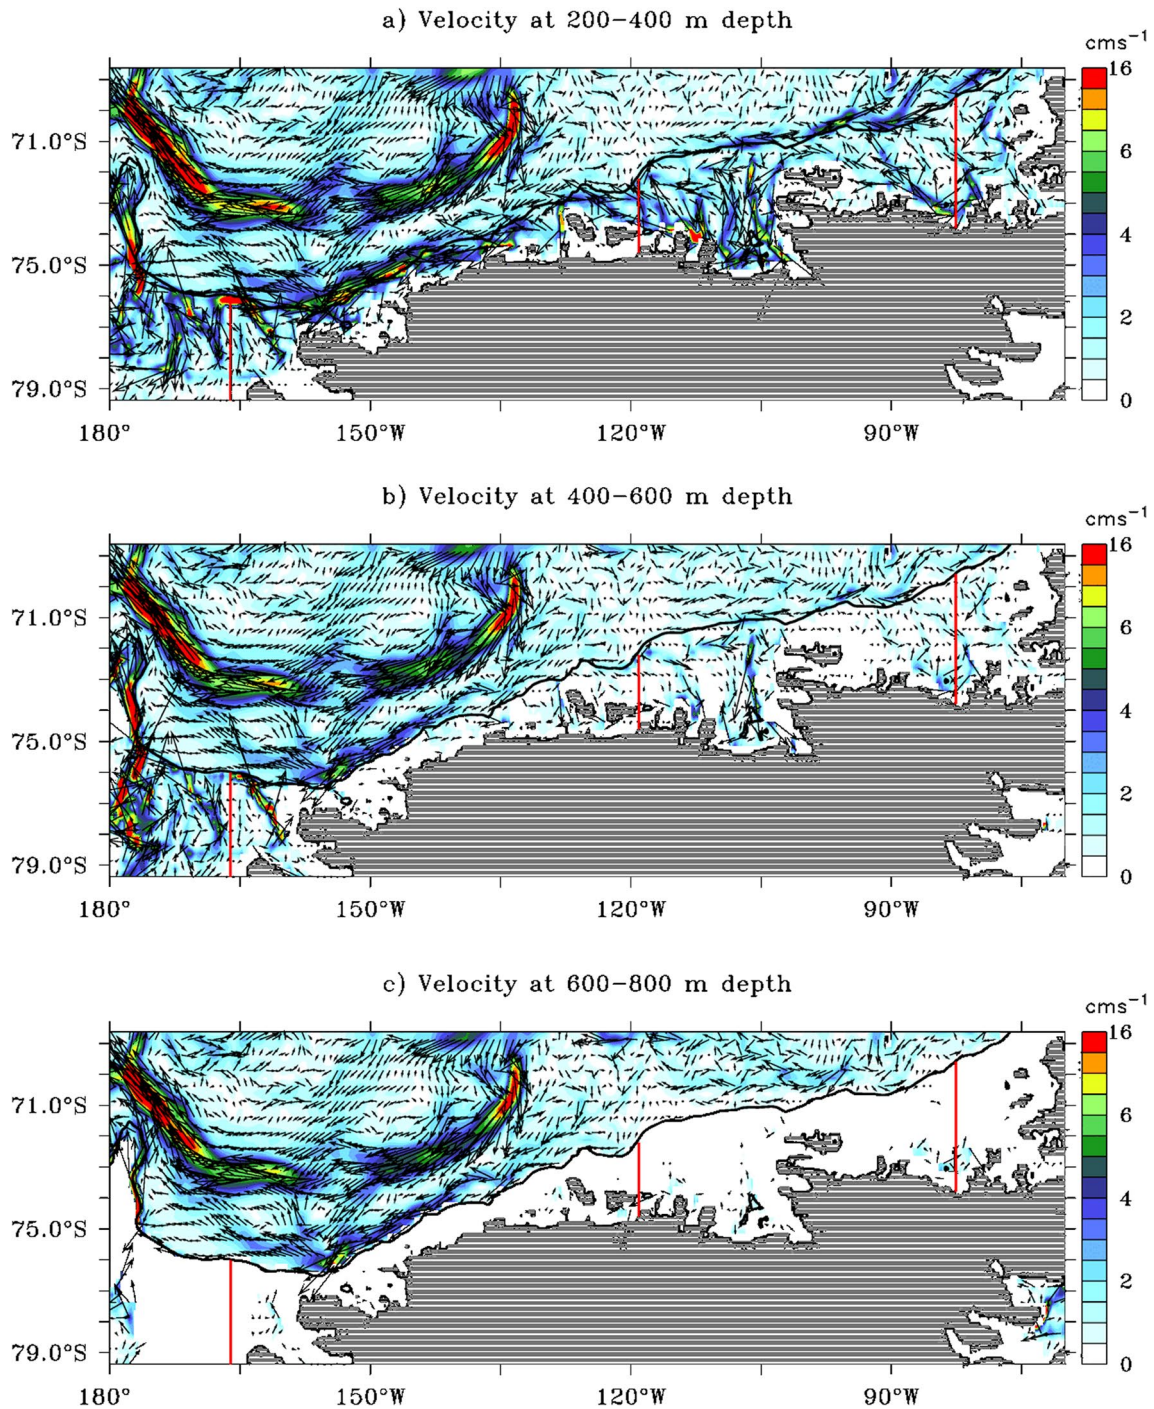 a) Velocity at 200−400 m depth
cms⁻¹
16
71.0°S
6
4
75.0°S
2
79.0°S
0
180° 150°W 120°W 90°W
b) Velocity at 400−600 m depth
cms⁻¹
16
71.0°S
6
4
75.0°S
2
79.0°S
0
180° 150°W 120°W 90°W
c) Velocity at 600−800 m depth
cms⁻¹
16
71.0°S
6
4
75.0°S
2
79.0°S
0
180° 150°W 120°W 90°W